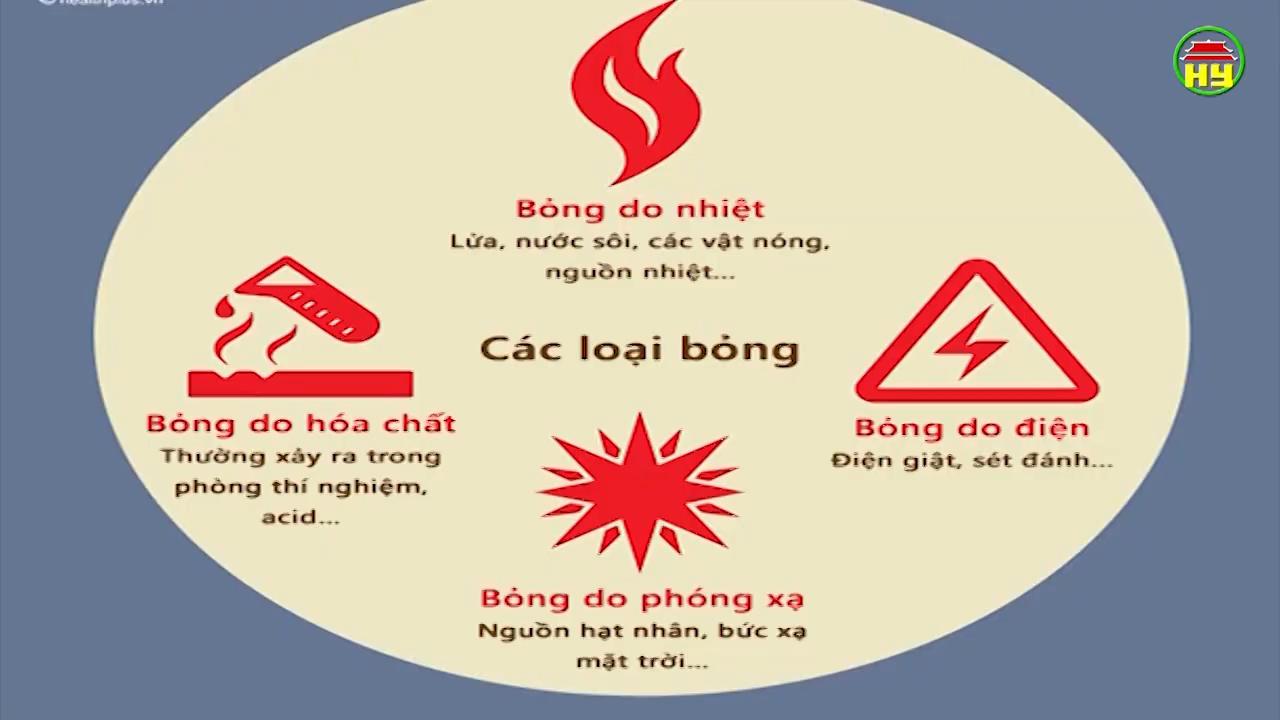 healthplus.vn
HY
Bỏng do nhiệt
Lửa, nước sôi, các vật nóng,
nguồn nhiệt...
Các loại bỏng
Bỏng do hóa chất
Thường xảy ra trong
phòng thí nghiệm,
acid...
Bỏng do điện
Điện giật, sét đánh...
Bỏng do phóng xạ
Nguồn hạt nhân, bức xạ
mặt trời...